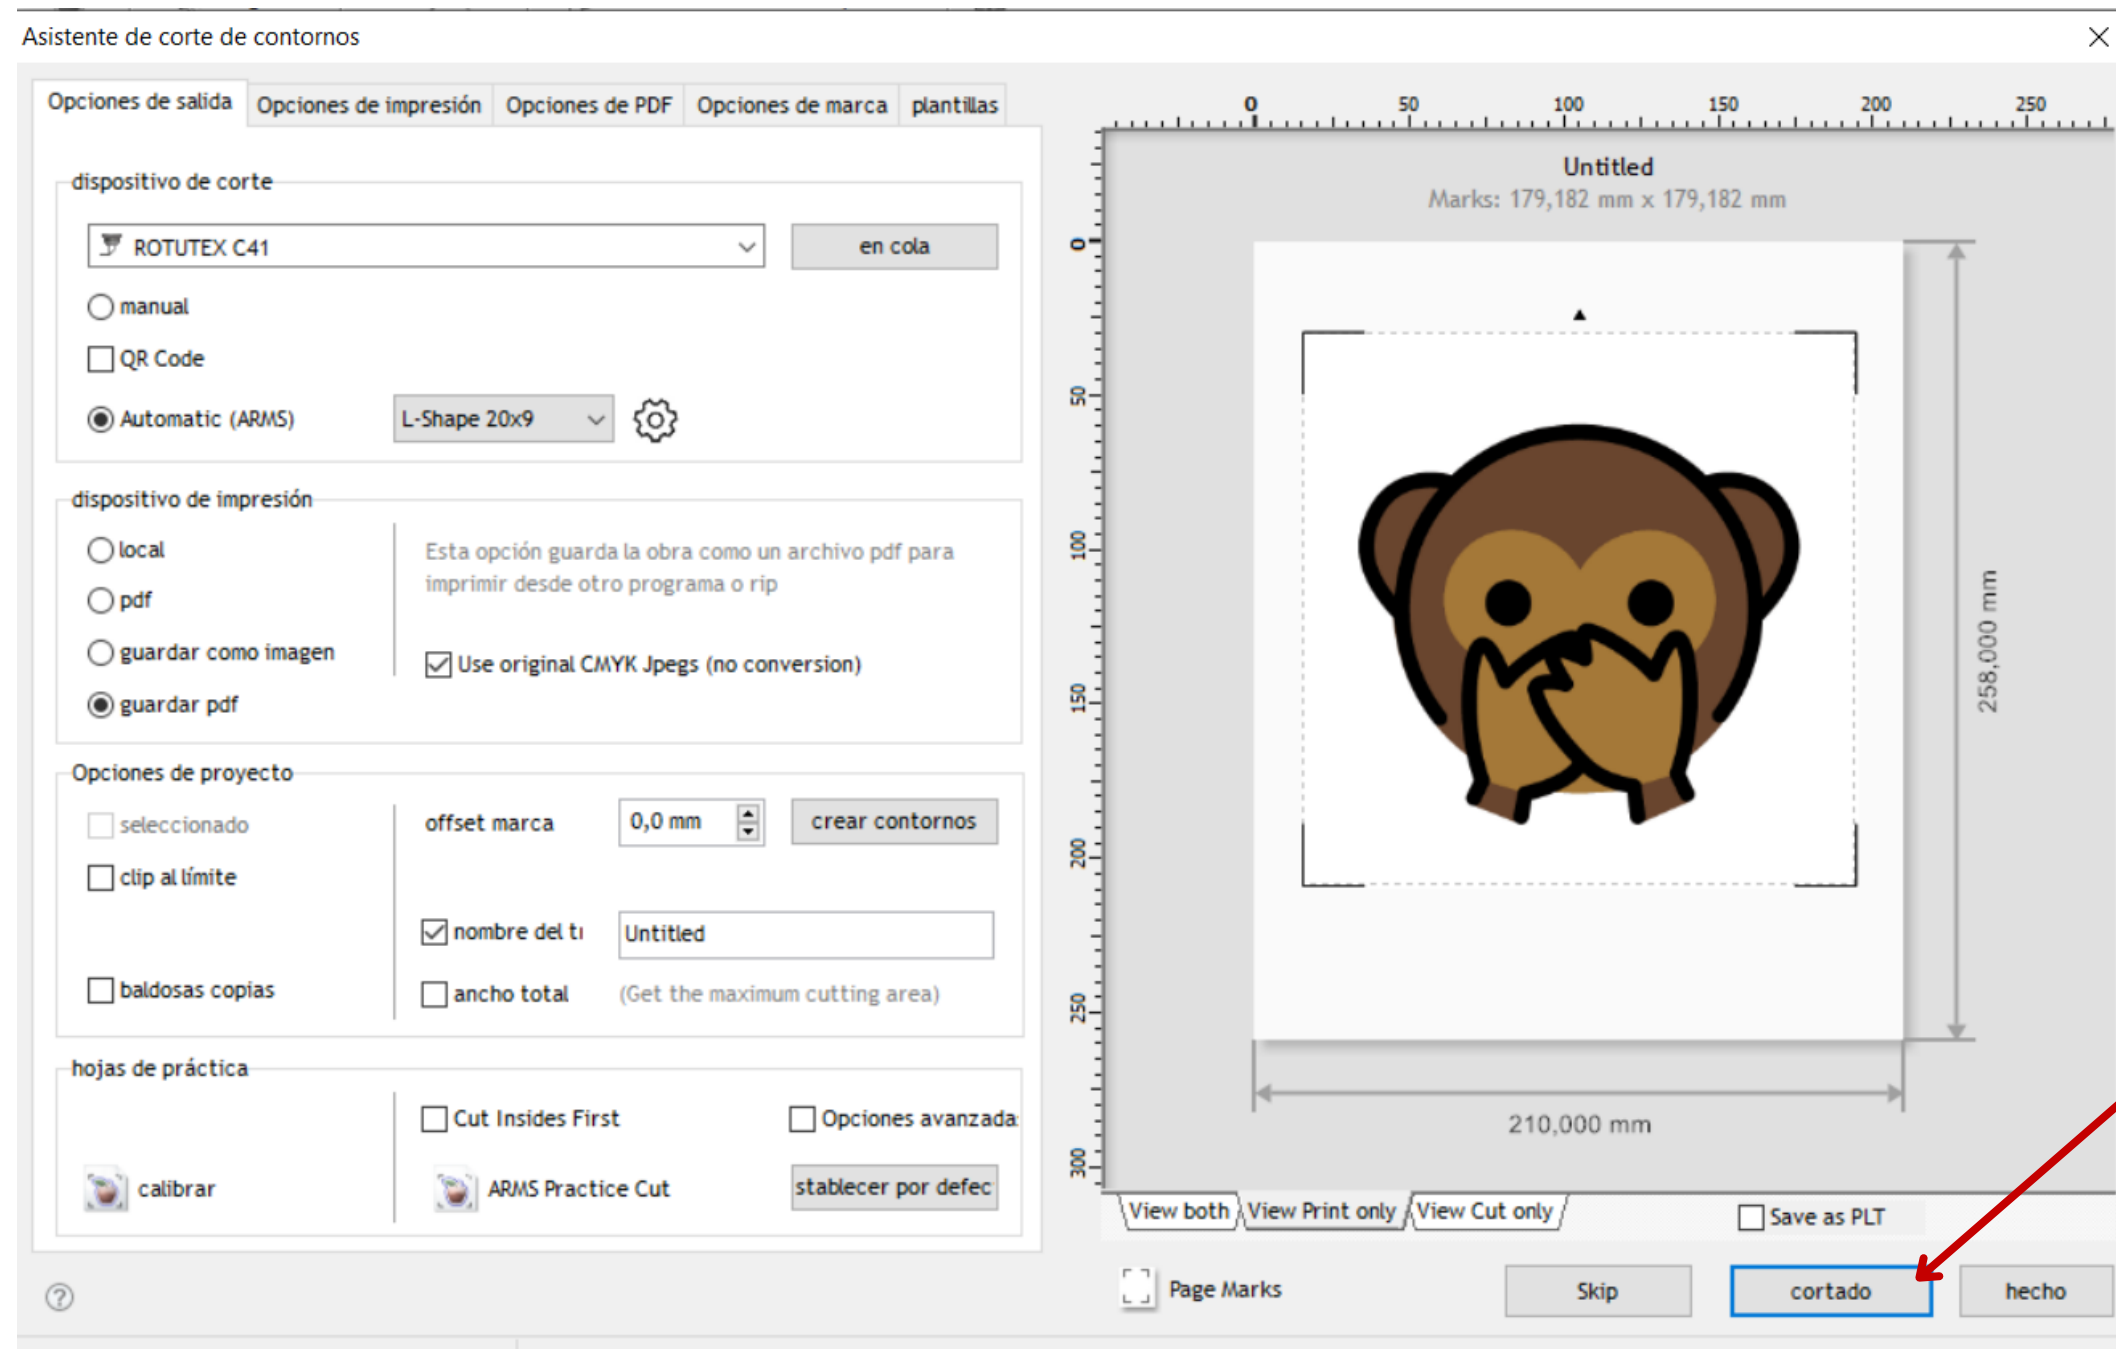 Asistente de corte de contornos
Opciones de salida Opciones de impresión Opciones de PDF Opciones de marca plantillas
dispositivo de corte
ROTUTEX C41 en cola
manual
QR Code
Automatic (ARMS) L-Shape 20x9
dispositivo de impresión
local
pdf
guardar como imagen
guardar pdf
Esta opción guarda la obra como un archivo pdf para
imprimir desde otro programa o rip
Use original CMYK Jpegs (no conversion)
Opciones de proyecto
seleccionado
clip al límite
baldosas copias
offset marca 0,0 mm crear contornos
nombre del ti Untitled
ancho total (Get the maximum cutting area)
hojas de práctica
Cut Insides First Opciones avanzada
calibrar ARMS Practice Cut stablecer por defec
0 50 100 150 200 250
Untitled
Marks: 179,182 mm x 179,182 mm
0
50
100
150
200
250
300
258,000 mm
210,000 mm
View both View Print only View Cut only Save as PLT
Page Marks Skip cortado hecho
?